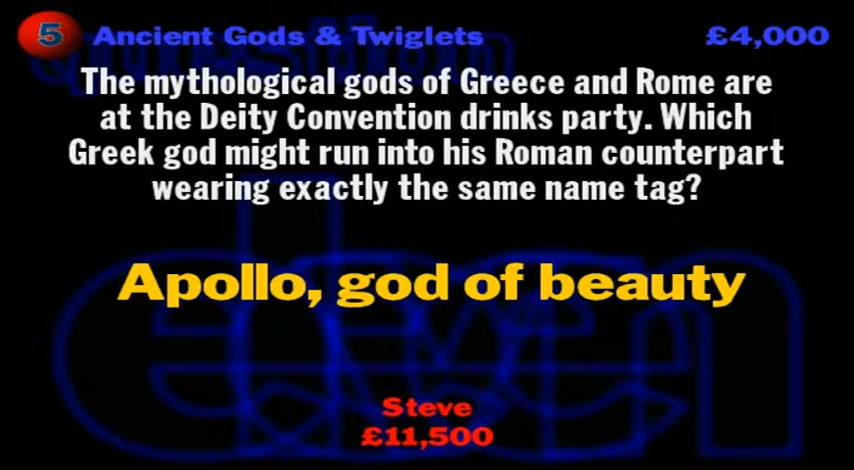 5 Ancient Gods & Twiglets £4,000
The mythological gods of Greece and Rome are
at the Deity Convention drinks party. Which
Greek god might run into his Roman counterpart
wearing exactly the same name tag?
Apollo, god of beauty
Steve
£11,500